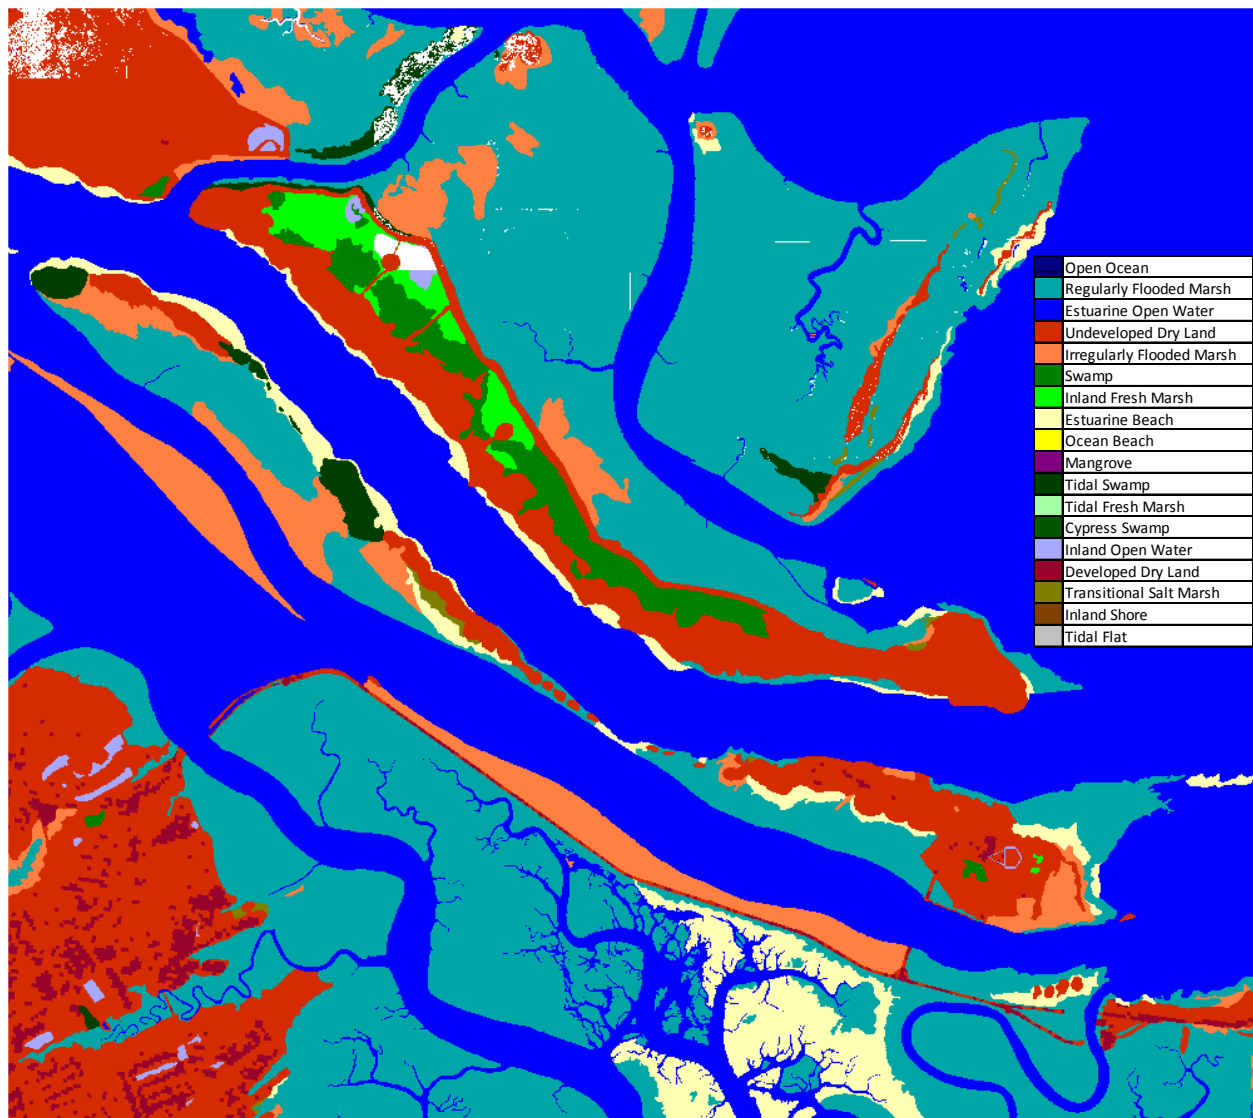 Open Ocean
Regularly Flooded Marsh
Estuarine Open Water
Undeveloped Dry Land
Irregularly Flooded Marsh
Swamp
Inland Fresh Marsh
Estuarine Beach
Ocean Beach
Mangrove
Tidal Swamp
Tidal Fresh Marsh
Cypress Swamp
Inland Open Water
Developed Dry Land
Transitional Salt Marsh
Inland Shore
Tidal Flat